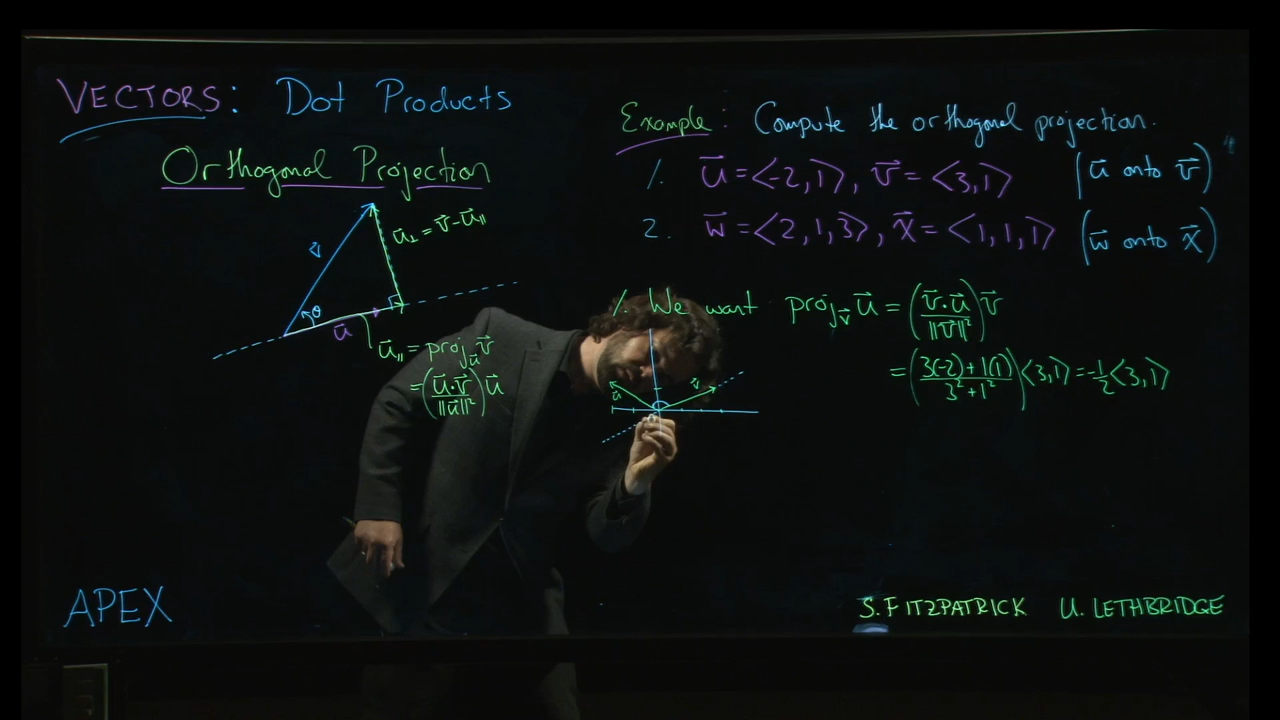 VECTORS: Dot Products
Orthogonal Projection
v⃗
u⃗⊥ = v⃗ - u⃗∥
θ
u⃗
u⃗∥ = proj_u⃗ v⃗
= (u⃗·v⃗ / ||u⃗||²) u⃗
APEX
Example: Compute the orthogonal projection.
1. u⃗ = <-2,1>, v⃗ = <3,1> (u⃗ onto v⃗)
2. w⃗ = <2,1,3>, x⃗ = <1,1,1> (w⃗ onto x⃗)
1. We want proj_v⃗ u⃗ = (v⃗·u⃗ / ||v⃗||²) v⃗
= (3(-2)+1(1) / 3²+1²) <3,1> = -1/2 <3,1>
u⃗
v⃗
S. FITZPATRICK U. LETHBRIDGE